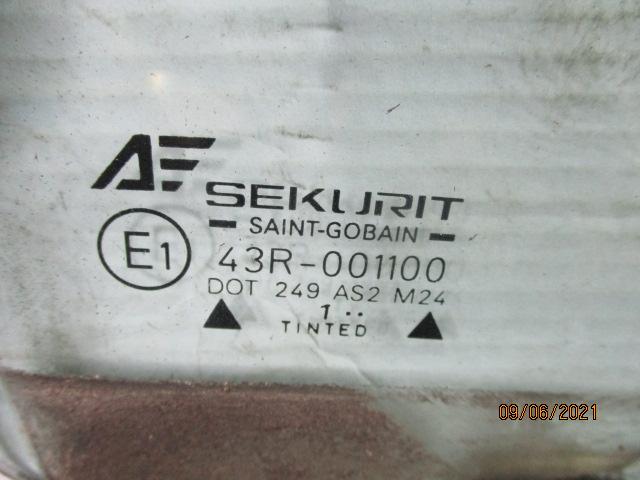 AF SEKURIT
SAINT-GOBAIN
E1 43R-001100
DOT 249 AS2 M24
1 ··
TINTED
09/06/2021